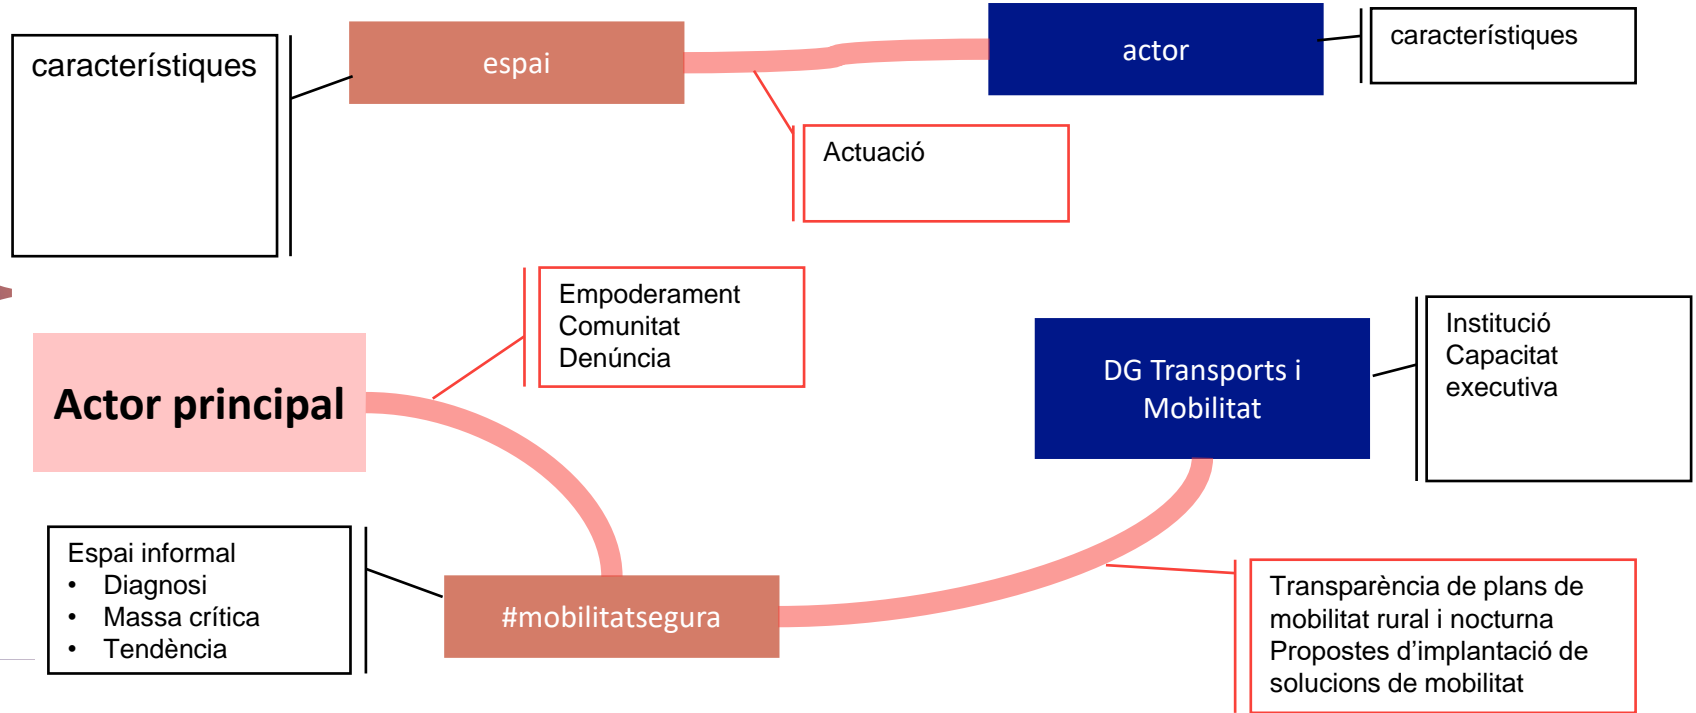 característiques
espai
actor
característiques
Actuació
Empoderament
Comunitat
Denúncia
Actor principal
DG Transports i
Mobilitat
Institució
Capacitat
executiva
Espai informal
• Diagnosi
• Massa crítica
• Tendència
#mobilitatsegura
Transparència de plans de
mobilitat rural i nocturna
Propostes d’implantació de
solucions de mobilitat